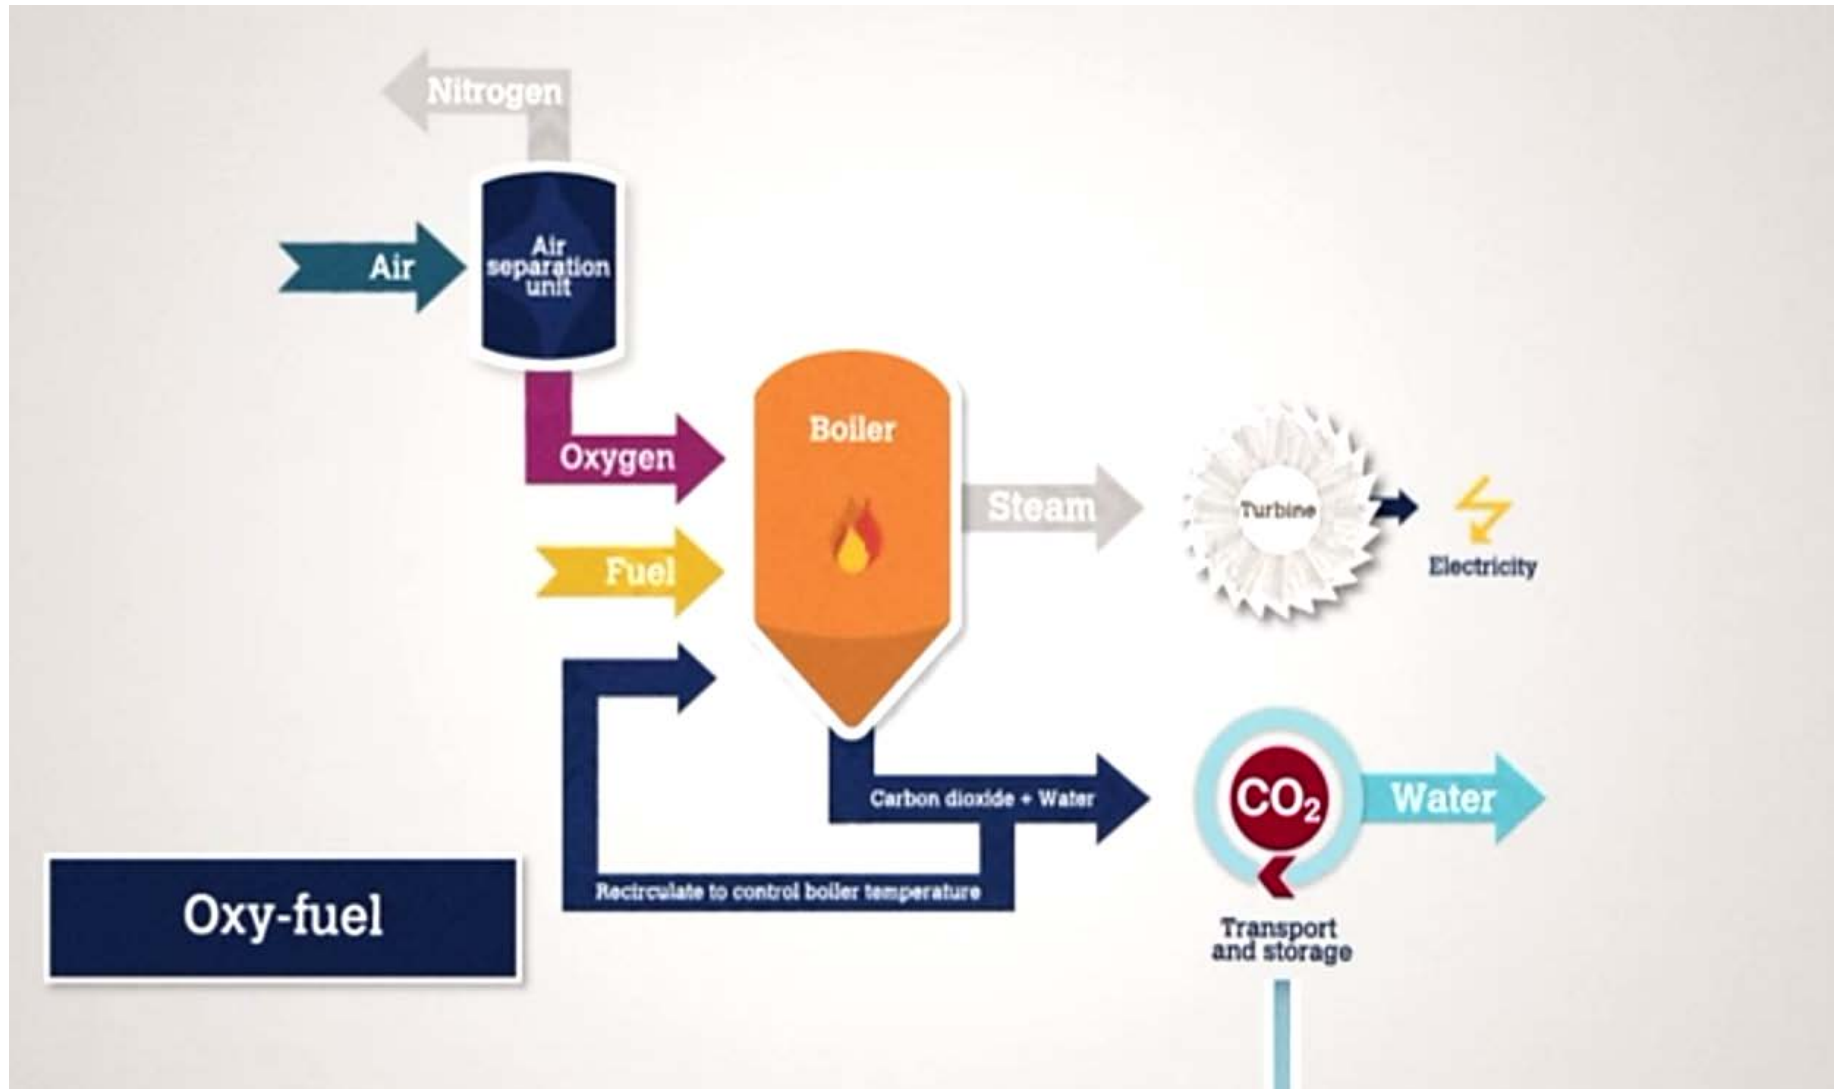 Nitrogen
Air
Air
separation
unit
Oxygen
Boiler
Fuel
Steam
Turbine
Electricity
Carbon dioxide + Water
CO₂
Water
Recirculate to control boiler temperature
Oxy-fuel
Transport
and storage